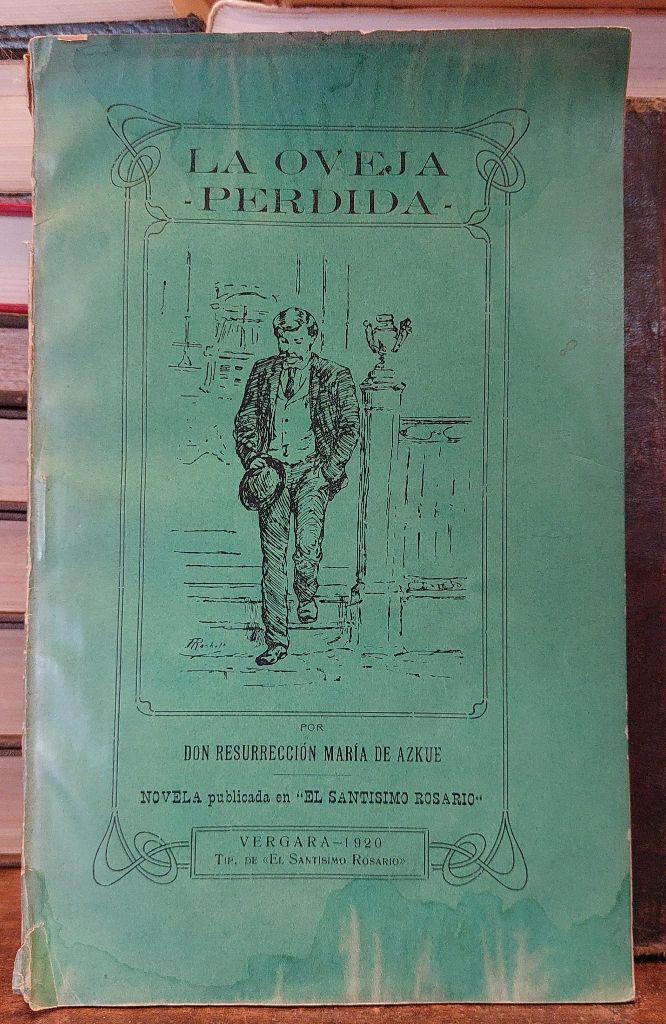 LA OVEJA
-PERDIDA-
POR
DON RESURRECCIÓN MARÍA DE AZKUE
NOVELA publicada en "EL SANTISIMO ROSARIO"
VERGARA—1920
TIP. DE «EL SANTÍSIMO ROSARIO»